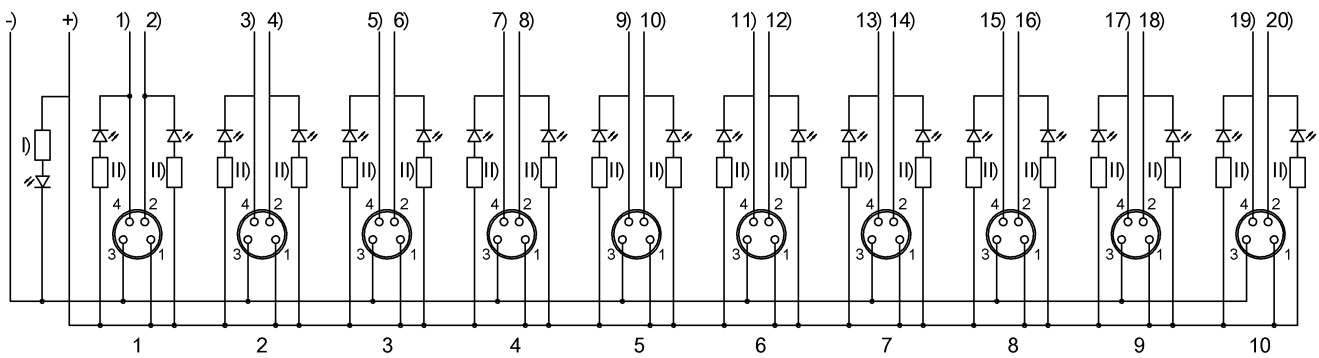 -) +) 1) 2) 3) 4) 5) 6) 7) 8) 9) 10) 11) 12) 13) 14) 15) 16) 17) 18) 19) 20)
I) II) II) II) II) II) II) II) II) II) II) II) II) II) II) II) II) II) II) II) II)
4 2 4 2 4 2 4 2 4 2 4 2 4 2 4 2 4 2 4 2
3 1 3 1 3 1 3 1 3 1 3 1 3 1 3 1 3 1 3 1
1 2 3 4 5 6 7 8 9 10